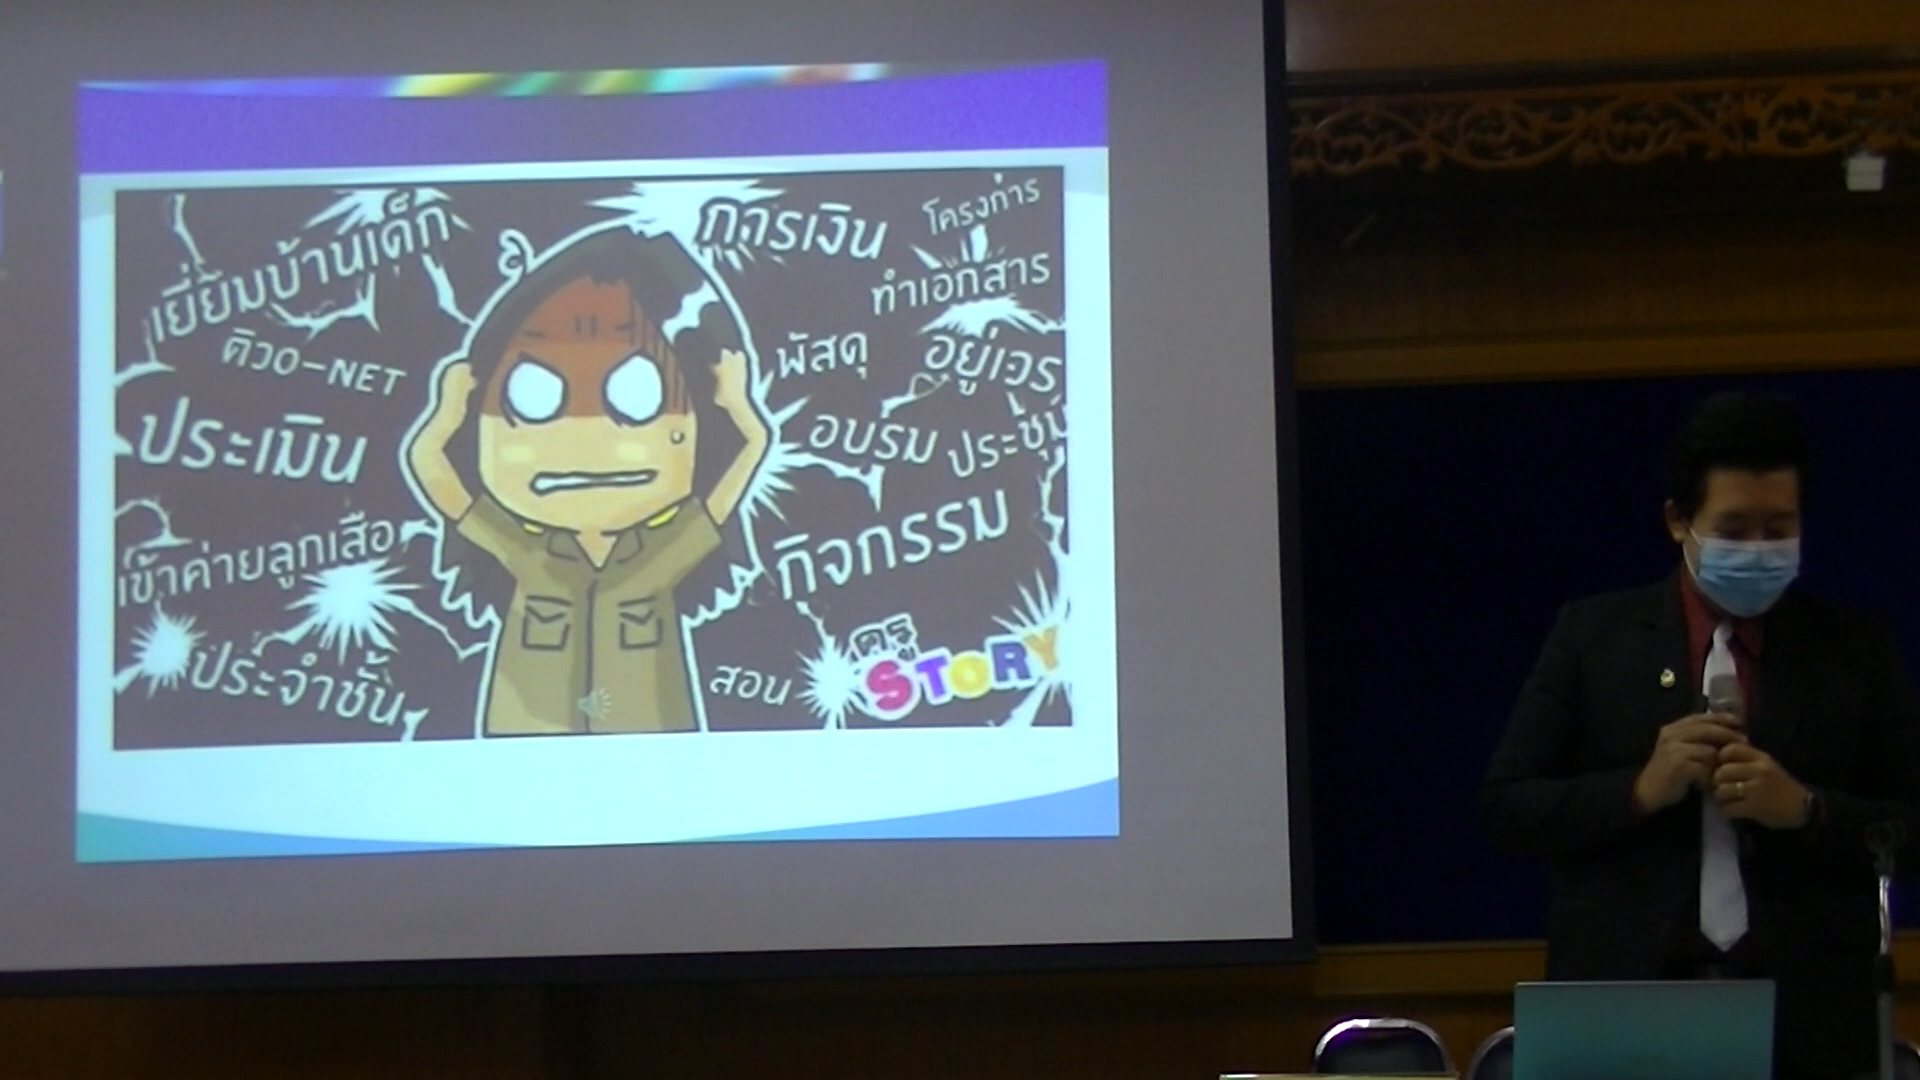 เยี่ยมบ้านเด็ก
ติวO-NET
ประเมิน
เข้าค่ายลูกเสือ
ประจำชั้น
การเงิน
โครงการ
ทำเอกสาร
พัสดุ
อยู่เวร
อบรม
ประชุม
กิจกรรม
สอน
ครู
STORY